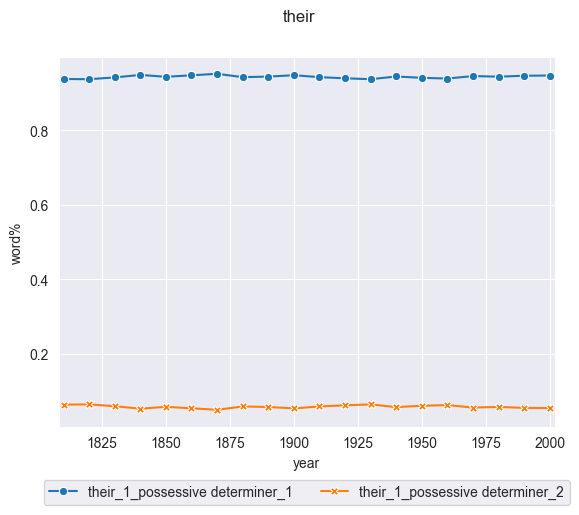 their
word%
0.8
0.6
0.4
0.2
1825 1850 1875 1900 1925 1950 1975 2000
year
their_1_possessive determiner_1 their_1_possessive determiner_2